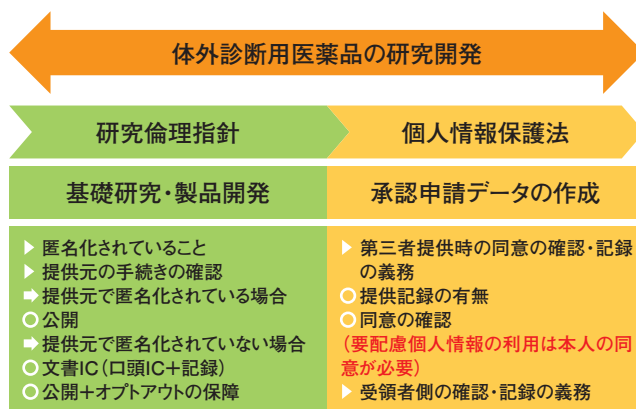 体外診断用医薬品の研究開発
研究倫理指針
個人情報保護法
基礎研究・製品開発
承認申請データの作成
▶匿名化されていること
▶提供元の手続きの確認
➡提供元で匿名化されている場合
○公開
➡提供元で匿名化されていない場合
○文書IC(口頭IC+記録)
○公開+オプトアウトの保障
▶第三者提供時の同意の確認・記録
の義務
○提供記録の有無
○同意の確認
(要配慮個人情報の利用は本人の同
意が必要)
▶受領者側の確認・記録の義務